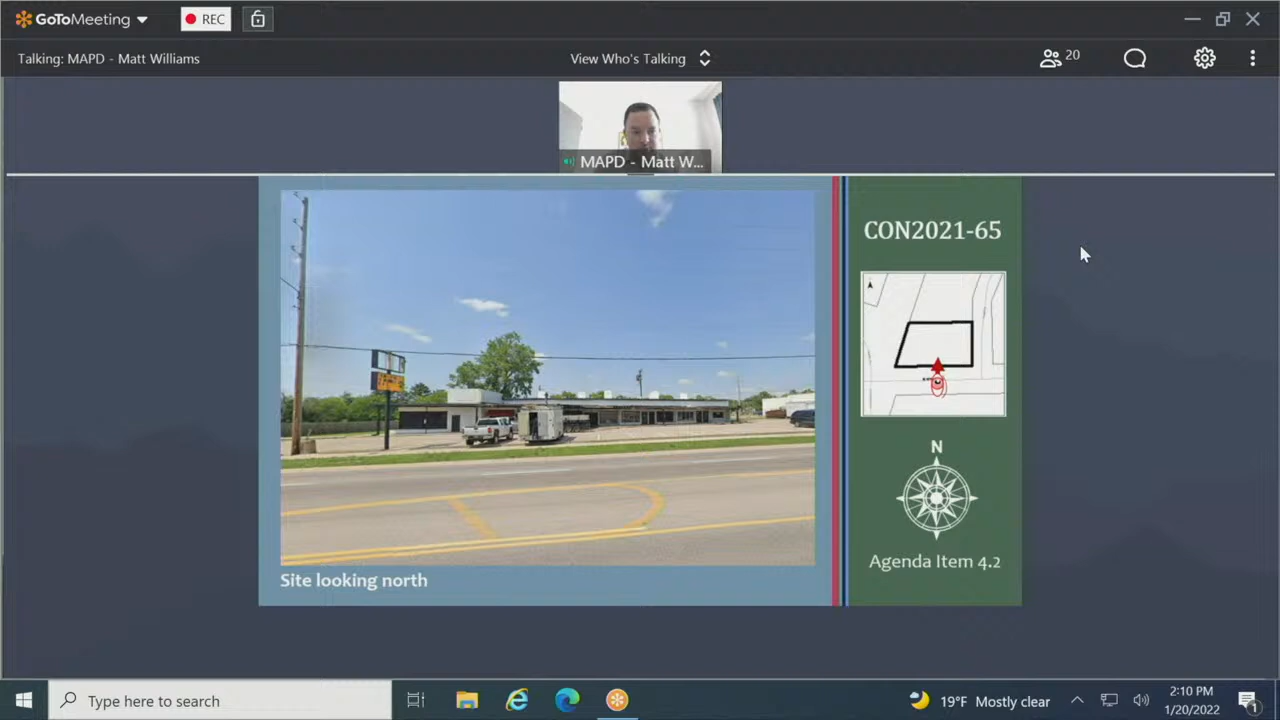 GoToMeeting
REC
Talking: MAPD - Matt Williams
View Who's Talking
20
MAPD - Matt W...
CON2021-65
N
Agenda Item 4.2
Site looking north
Type here to search
19°F Mostly clear
2:10 PM
1/20/2022
1